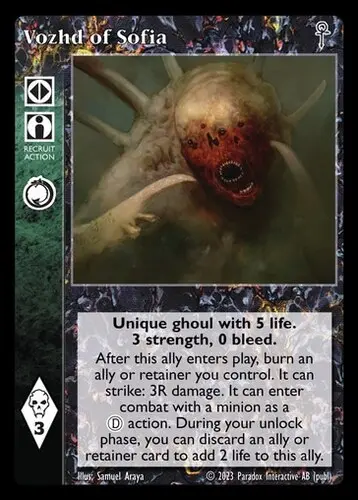 Vozhd of Sofia
RECRUIT
ACTION
Unique ghoul with 5 life.
3 strength, 0 bleed.
After this ally enters play, burn an
ally or retainer you control. It can
strike: 3R damage. It can enter
combat with a minion as a
Ⓓ action. During your unlock
phase, you can discard an ally or
retainer card to add 2 life to this ally.
3
Illus: Samuel Araya © 2023 Paradox Interactive AB (publ)